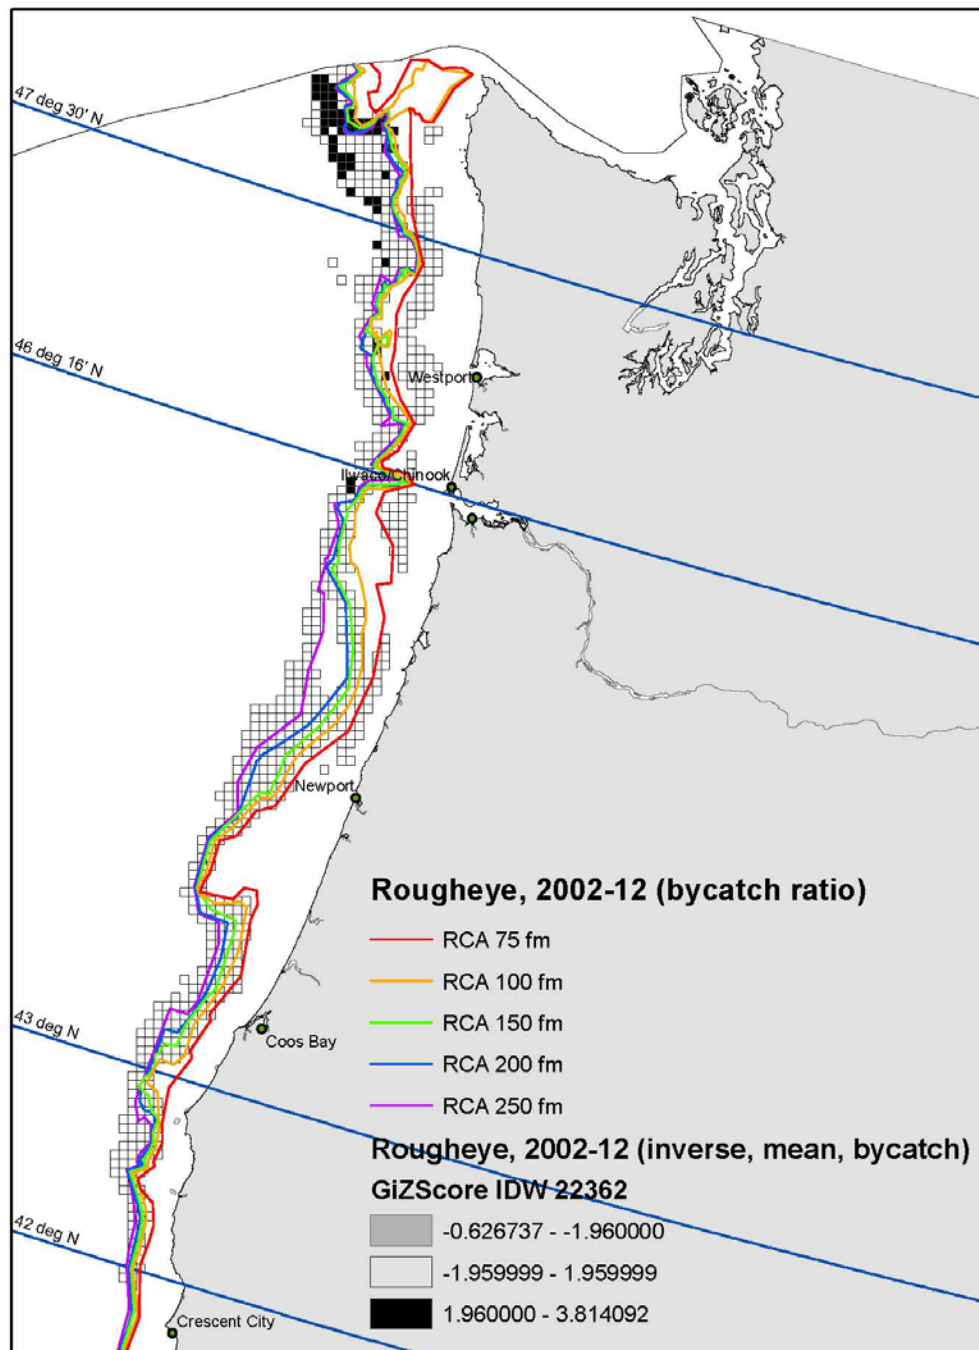 47 deg 30' N
46 deg 16' N
Westport
Ilwaco/Chinook
Newport
Rougheye, 2002-12 (bycatch ratio)
RCA 75 fm
RCA 100 fm
RCA 150 fm
RCA 200 fm
RCA 250 fm
43 deg N
Coos Bay
Rougheye, 2002-12 (inverse, mean, bycatch)
GiZScore IDW 22362
-0.626737 - -1.960000
-1.959999 - 1.959999
1.960000 - 3.814092
42 deg N
Crescent City